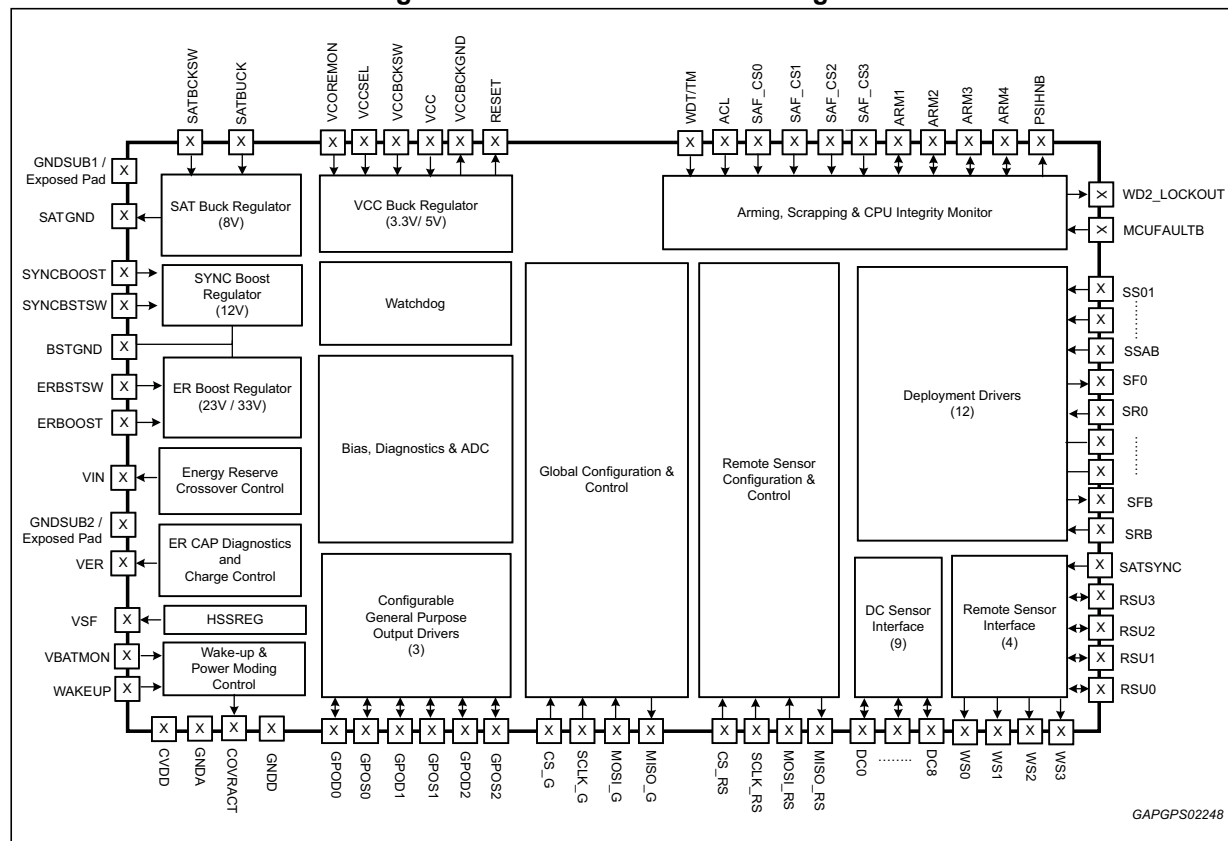 SATBCKSW
SATBUCK
VCOREMON
VCCSEL
VCCBCKSW
VCC
VCCBCKGND
RESET
WDT/TM
ACL
SAF_CS0
SAF_CS1
SAF_CS2
SAF_CS3
ARM1
ARM2
ARM3
ARM4
PSIHNB
X X X X X X X X X X X X X X X X X X X
GNDSUB1 /
Exposed Pad
X
SATGND
X
SAT Buck Regulator
(8V)
VCC Buck Regulator
(3.3V/ 5V)
Arming, Scrapping & CPU Integrity Monitor
X
WD2_LOCKOUT
X
MCUFAULTB
SYNCBOOST
X
SYNCBSTSW
X
SYNC Boost
Regulator
(12V)
Watchdog
BSTGND
X
ERBSTSW
X
ERBOOST
X
ER Boost Regulator
(23V / 33V)
Bias, Diagnostics & ADC
VIN
X
Energy Reserve
Crossover Control
GNDSUB2 /
Exposed Pad
X
VER
X
ER CAP Diagnostics
and
Charge Control
VSF
X
HSSREG
VBATMON
X
WAKEUP
X
Wake-up &
Power Moding
Control
Configurable
General Purpose
Output Drivers
(3)
Global Configuration &
Control
Remote Sensor
Configuration &
Control
Deployment Drivers
(12)
X
SS01
X
........
X
SSAB
X
SF0
X
SR0
X
........
X
X
SFB
X
SRB
DC Sensor
Interface
(9)
Remote Sensor
Interface
(4)
X
SATSYNC
X
RSU3
X
RSU2
X
RSU1
X
RSU0
X X X X X X X X X X X X X X X X X X X X X X X X X
CVDD
GNDA
COVRACT
GNDD
GPOD0
GPOS0
GPOD1
GPOS1
GPOD2
GPOS2
CS_G
SCLK_G
MOSI_G
MISO_G
CS_RS
SCLK_RS
MOSI_RS
MISO_RS
DC0
........
DC8
WS0
WS1
WS2
WS3
GAPGPS02248